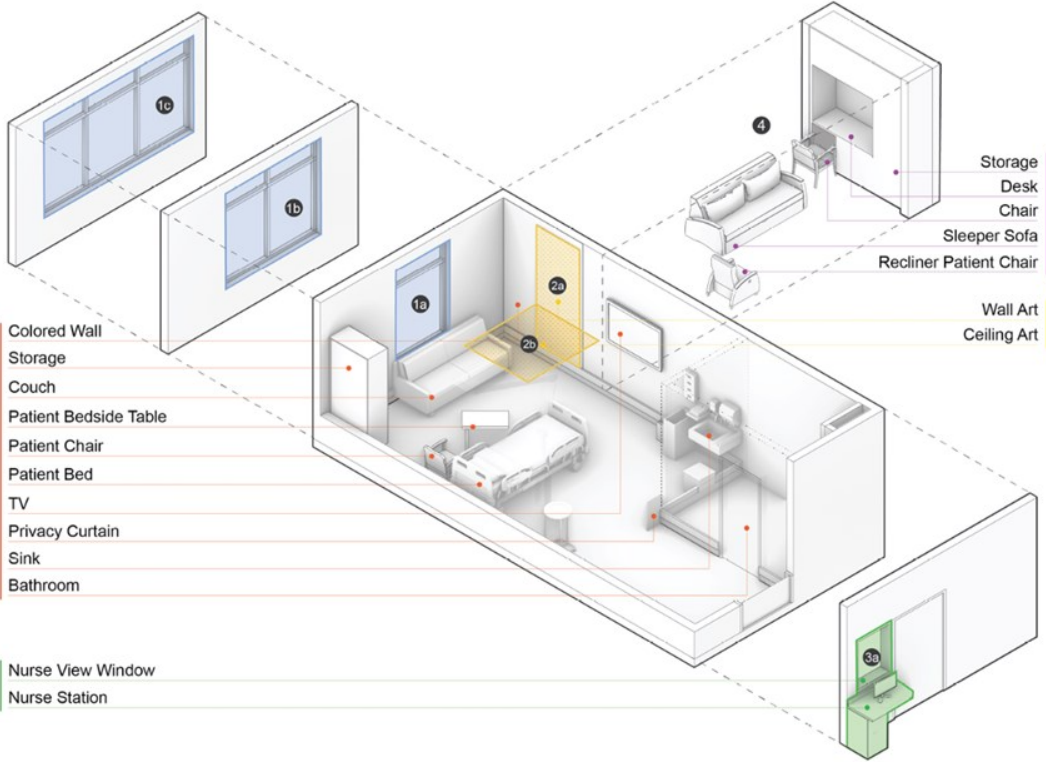 1c
1b
1a
2a
2b
4
Storage
Desk
Chair
Sleeper Sofa
Recliner Patient Chair
Wall Art
Ceiling Art
Colored Wall
Storage
Couch
Patient Bedside Table
Patient Chair
Patient Bed
TV
Privacy Curtain
Sink
Bathroom
3a
Nurse View Window
Nurse Station